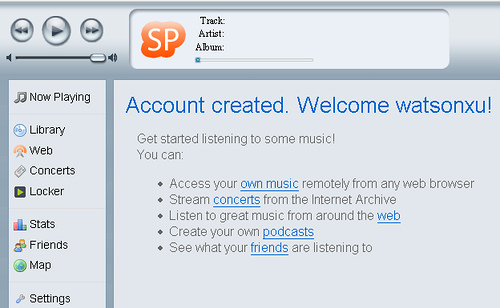 SP
Track:
Artist:
Album:
Now Playing
Library
Web
Concerts
Locker
Stats
Friends
Map
Settings
Account created. Welcome watsonxu!
Get started listening to some music!
You can:
Access your own music remotely from any web browser
Stream concerts from the Internet Archive
Listen to great music from around the web
Create your own podcasts
See what your friends are listening to